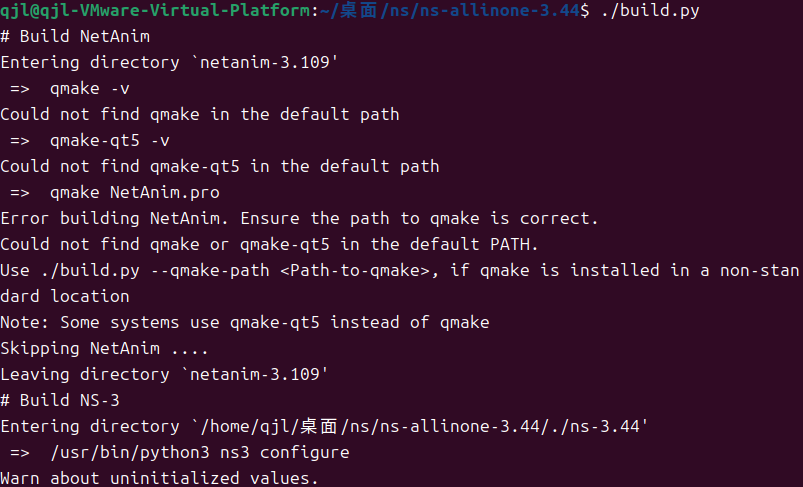 qjl@qjl-VMware-Virtual-Platform:~/桌面/ns/ns-allinone-3.44$ ./build.py
# Build NetAnim
Entering directory `netanim-3.109'
 =>  qmake -v
Could not find qmake in the default path
 =>  qmake-qt5 -v
Could not find qmake-qt5 in the default path
 =>  qmake NetAnim.pro
Error building NetAnim. Ensure the path to qmake is correct.
Could not find qmake or qmake-qt5 in the default PATH.
Use ./build.py --qmake-path <Path-to-qmake>, if qmake is installed in a non-stan
dard location
Note: Some systems use qmake-qt5 instead of qmake
Skipping NetAnim ....
Leaving directory `netanim-3.109'
# Build NS-3
Entering directory `/home/qjl/桌面/ns/ns-allinone-3.44/./ns-3.44'
 =>  /usr/bin/python3 ns3 configure
Warn about uninitialized values.